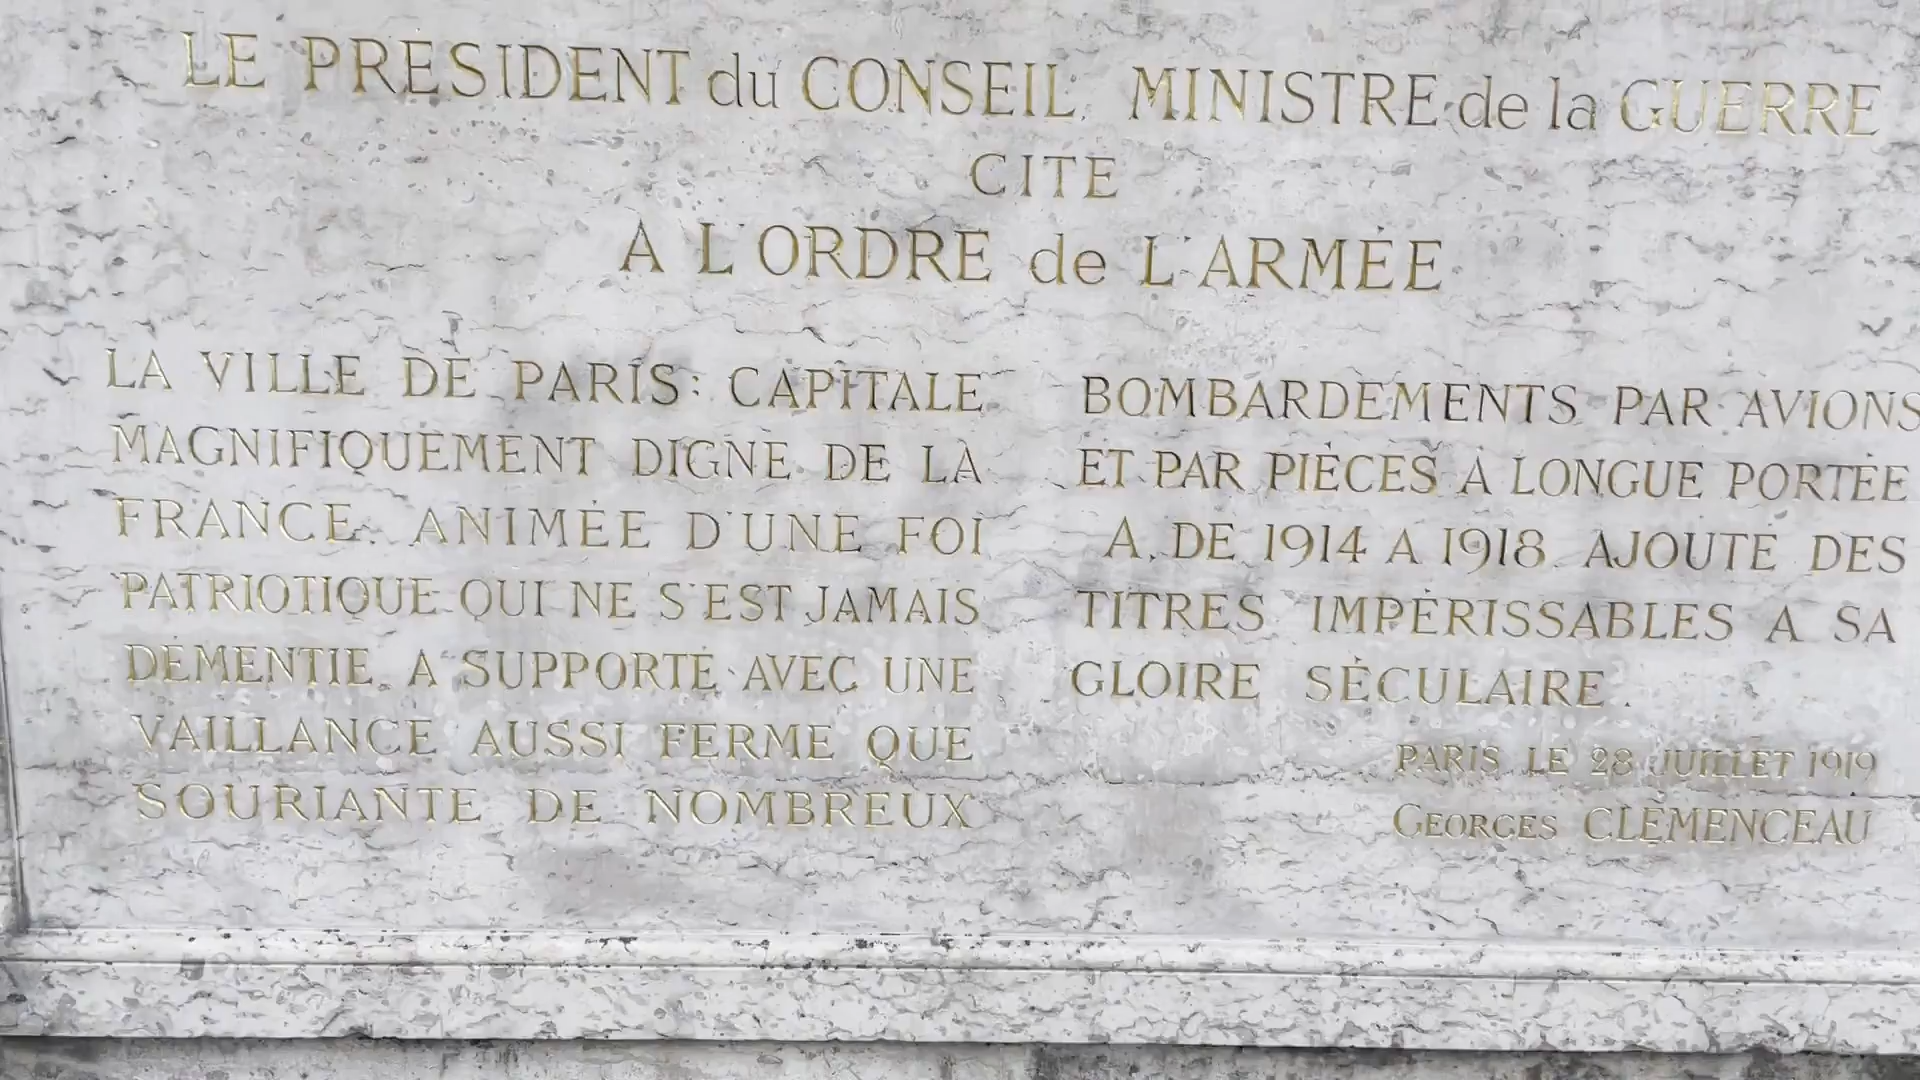 LE PRESIDENT du CONSEIL, MINISTRE de la GUERRE
CITE
A L'ORDRE de L'ARMÉE
LA VILLE DE PARIS: CAPITALE
MAGNIFIQUEMENT DIGNE DE LA
FRANCE. ANIMÉE D'UNE FOI
PATRIOTIQUE QUI NE S'EST JAMAIS
DÉMENTIE. A SUPPORTÉ AVEC UNE
VAILLANCE AUSSI FERME QUE
SOURIANTE DE NOMBREUX
BOMBARDEMENTS PAR AVIONS
ET PAR PIÈCES A LONGUE PORTÉE
A, DE 1914 A 1918. AJOUTÉ DES
TITRES IMPÉRISSABLES A SA
GLOIRE SÉCULAIRE.
PARIS LE 28 JUILLET 1919
GEORGES CLÉMENCEAU